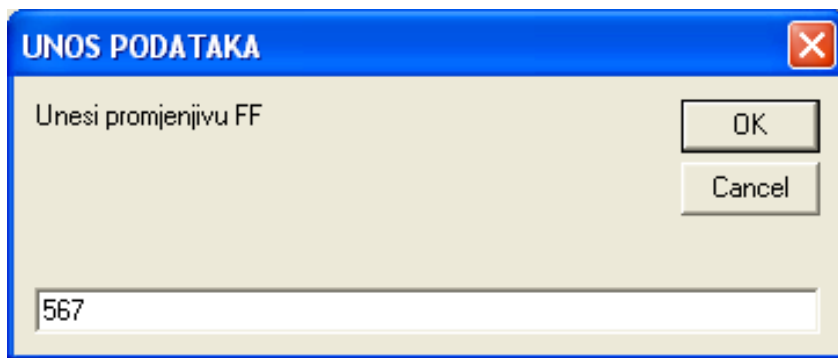 UNOS PODATAKA
Unesi promjenjivu FF
OK
Cancel
567